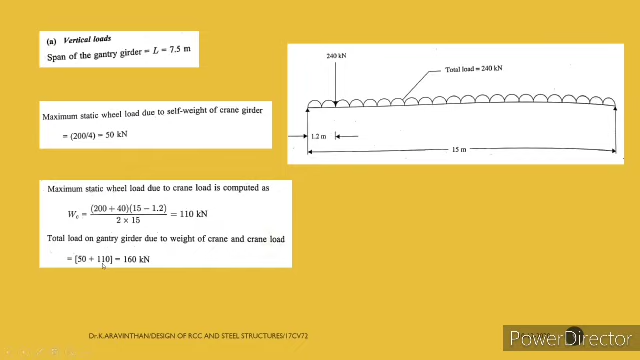 (a) Vertical loads
Span of the gantry girder = L = 7.5 m
Maximum static wheel load due to self-weight of crane girder
= (200/4) = 50 kN
Maximum static wheel load due to crane load is computed as
W_c = (200 + 40)(15 − 1.2) / 2 × 15 = 110 kN
Total load on gantry girder due to weight of crane and crane load
= [50 + 110] = 160 kN
240 kN
Total load = 240 kN
1.2 m
15 m
Dr.K.ARAVINTHAN/DESIGN OF RCC AND STEEL STRUCTURES/17CV72
PowerDirector